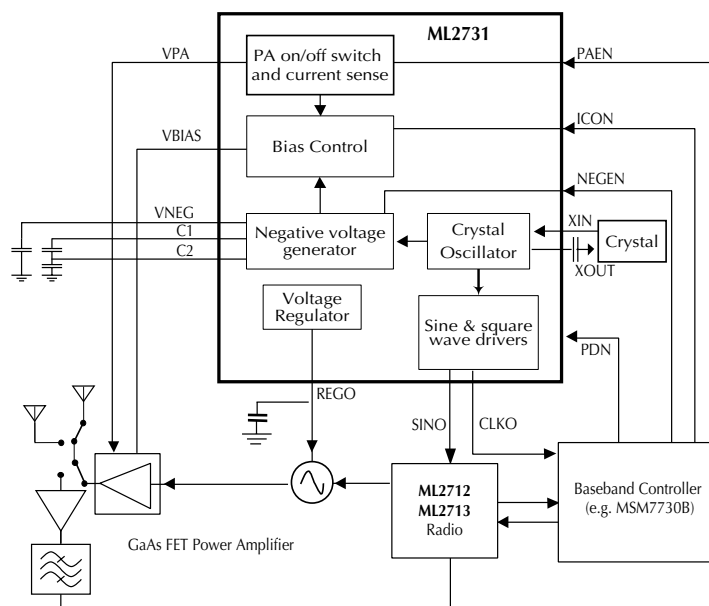 ML2731
VPA
PA on/off switch
and current sense
PAEN
ICON
VBIAS
Bias Control
NEGEN
VNEG
C1
C2
Negative voltage
generator
Crystal
Oscillator
XIN
Crystal
XOUT
Voltage
Regulator
Sine & square
wave drivers
PDN
REGO
SINO
CLKO
ML2712
ML2713
Radio
Baseband Controller
(e.g. MSM7730B)
GaAs FET Power Amplifier